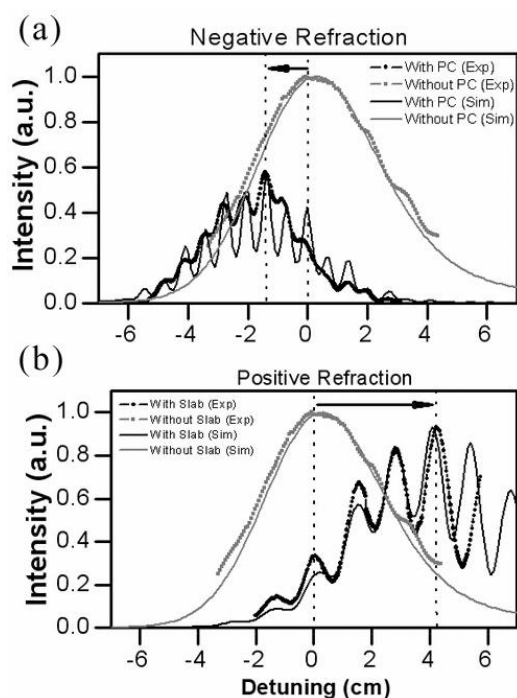 (a)
Negative Refraction
With PC (Exp)
Without PC (Exp)
With PC (Sim)
Without PC (Sim)
Intensity (a.u.)
1.0
0.8
0.6
0.4
0.2
0.0
-6 -4 -2 0 2 4 6
(b)
Positive Refraction
With Slab (Exp)
Without Slab (Exp)
With Slab (Sim)
Without Slab (Sim)
Intensity (a.u.)
1.0
0.8
0.6
0.4
0.2
0.0
-6 -4 -2 0 2 4 6
Detuning (cm)